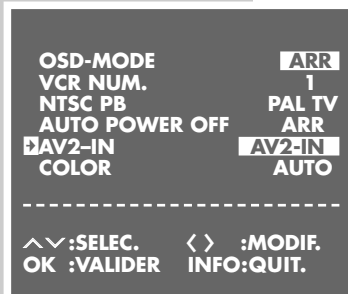 OSD-MODE ARR
VCR NUM. 1
NTSC PB PAL TV
AUTO POWER OFF ARR
AV2–IN AV2-IN
COLOR AUTO
:SELEC. :MODIF.
OK :VALIDER INFO:QUIT.